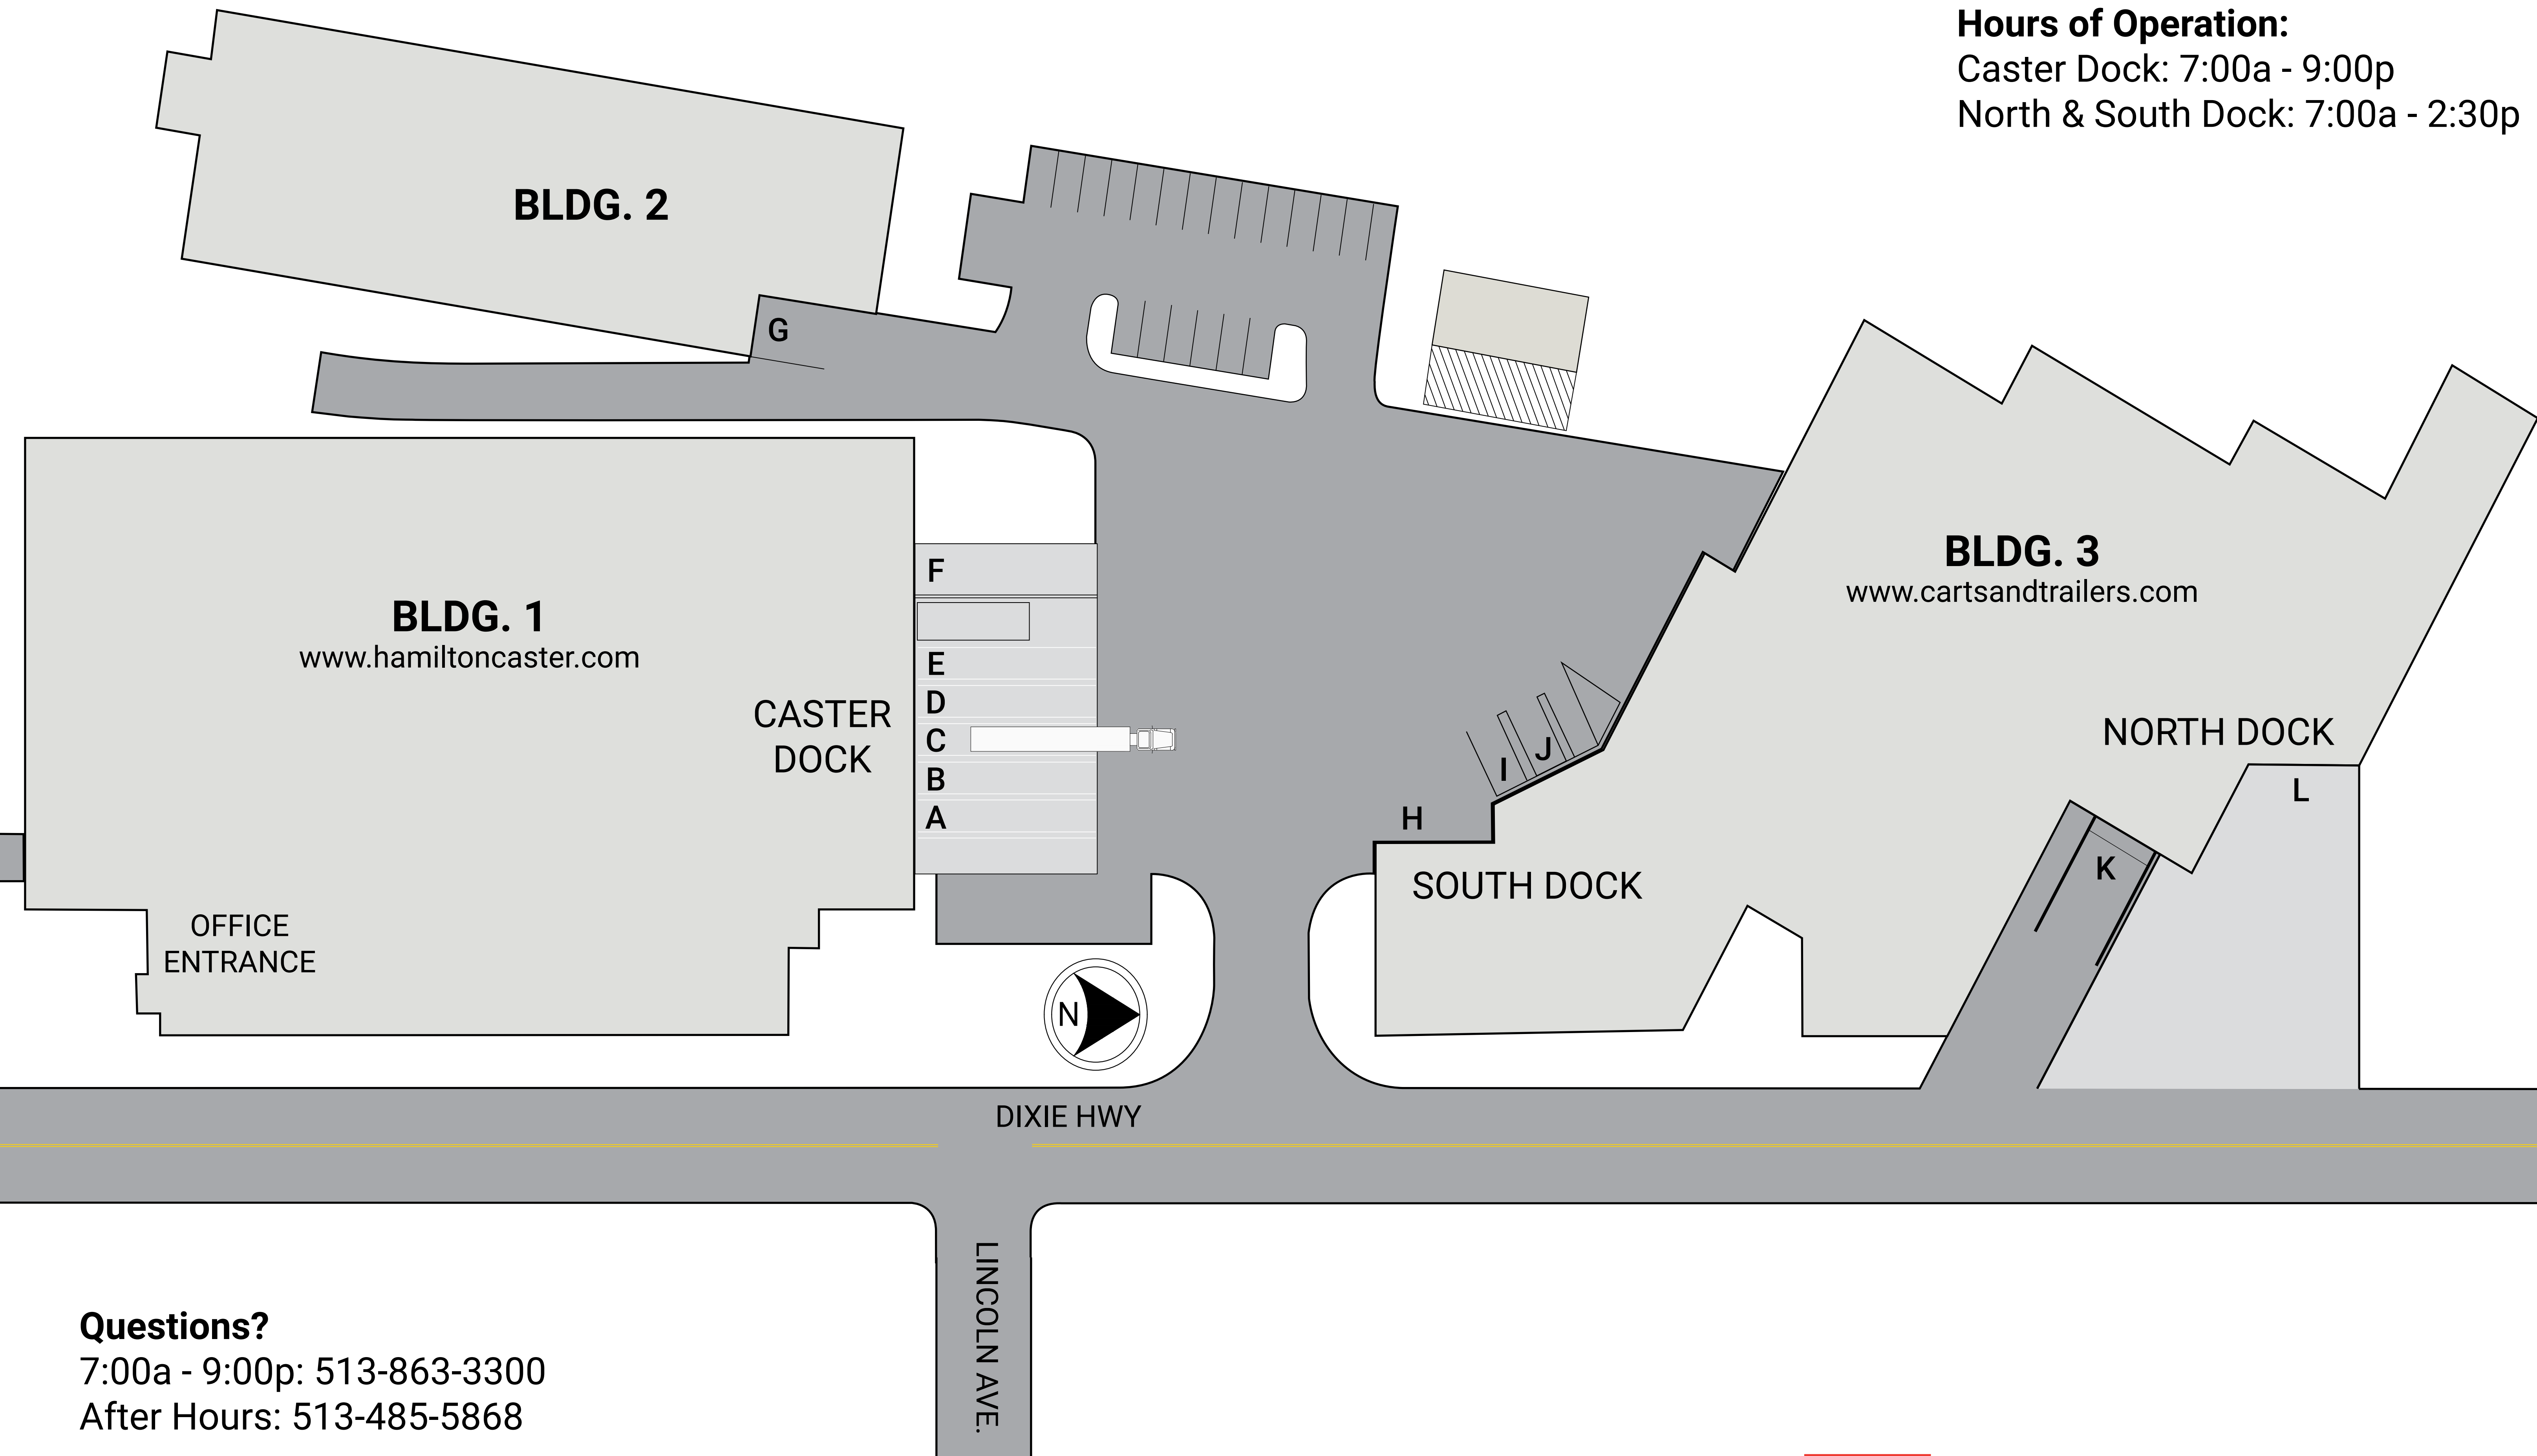 Hours of Operation:
Caster Dock: 7:00a - 9:00p
North & South Dock: 7:00a - 2:30p
BLDG. 2
G
BLDG. 1
www.hamiltoncaster.com
CASTER
DOCK
F
E
D
C
B
A
OFFICE
ENTRANCE
BLDG. 3
www.cartsandtrailers.com
I
J
H
SOUTH DOCK
NORTH DOCK
L
K
N
DIXIE HWY
LINCOLN AVE.
Questions?
7:00a - 9:00p: 513-863-3300
After Hours: 513-485-5868